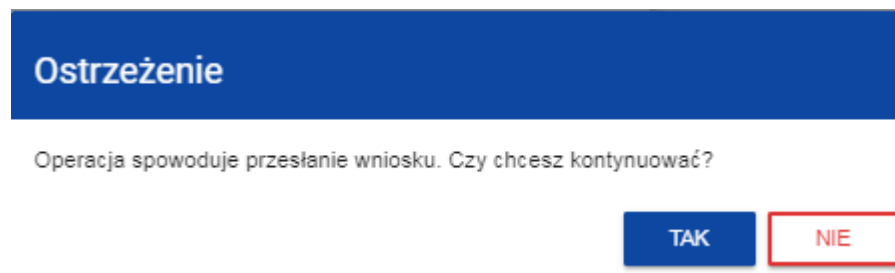 Ostrzeżenie
Operacja spowoduje przesłanie wniosku. Czy chcesz kontynuować?
TAK NIE